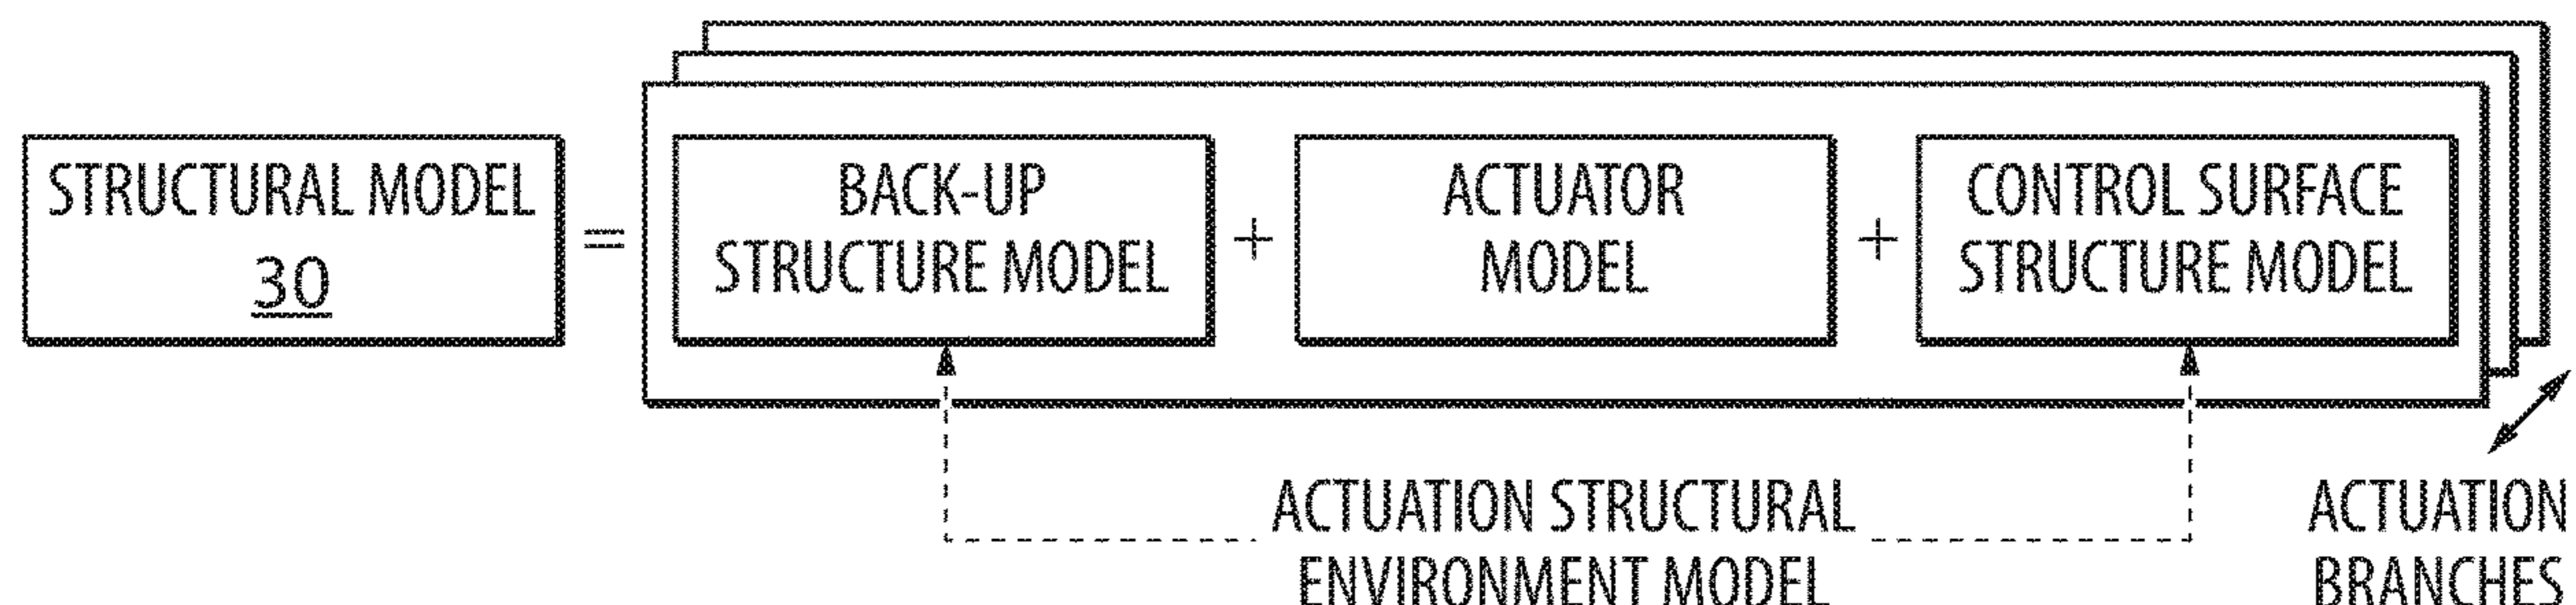 STRUCTURAL MODEL
30
=
BACK-UP
STRUCTURE MODEL
+
ACTUATOR
MODEL
+
CONTROL SURFACE
STRUCTURE MODEL
ACTUATION STRUCTURAL
ENVIRONMENT MODEL
ACTUATION
BRANCHES